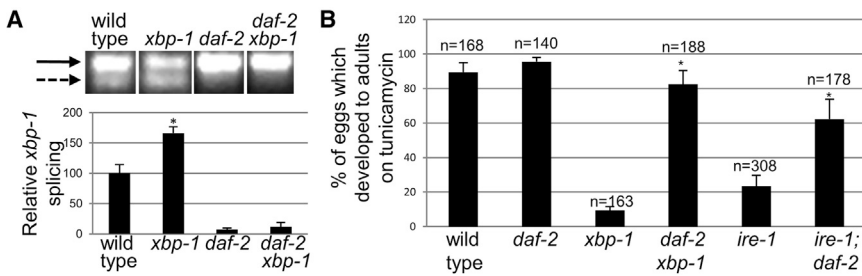 A
wild
type
xbp-1
daf-2
daf-2
xbp-1
Relative xbp-1
splicing
200
150
100
50
0
*
wild
type
xbp-1
daf-2
daf-2
xbp-1
B
% of eggs which
developed to adults
on tunicamycin
120
100
80
60
40
20
0
n=168
n=140
n=163
n=188
*
n=308
n=178
*
wild
type
daf-2
xbp-1
daf-2
xbp-1
ire-1
ire-1;
daf-2